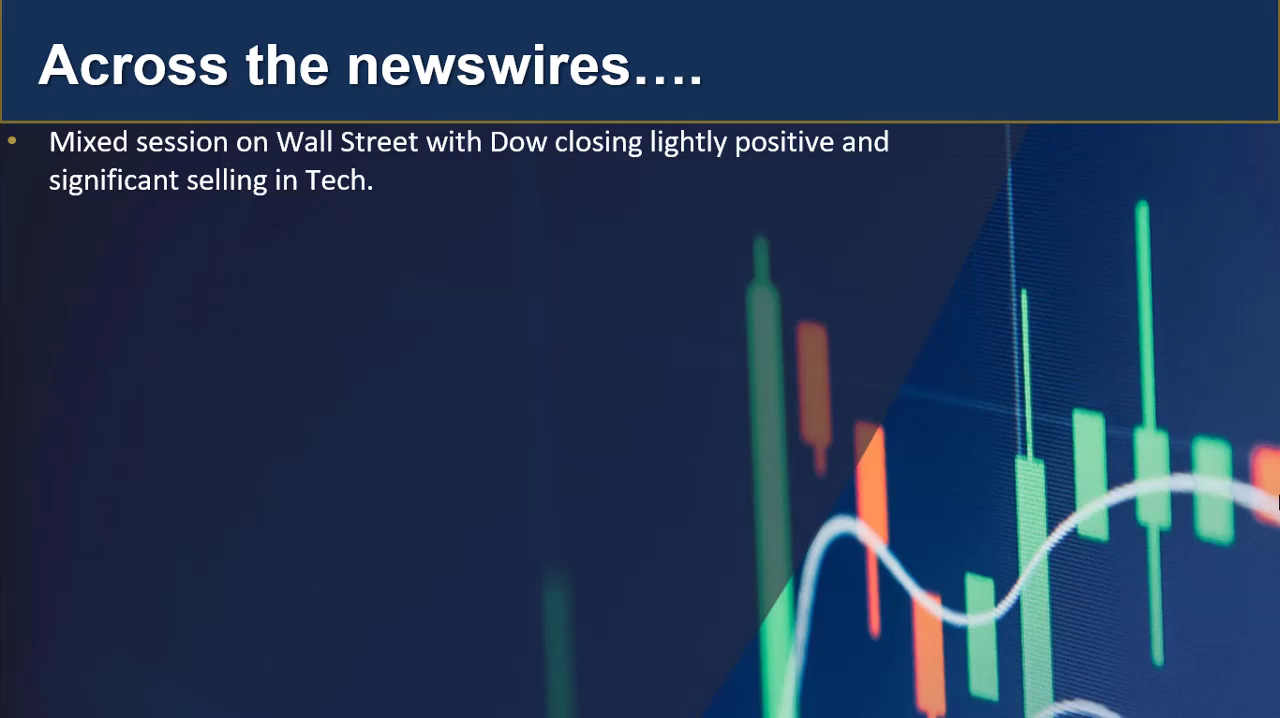 Across the newswires….
• Mixed session on Wall Street with Dow closing lightly positive and
significant selling in Tech.